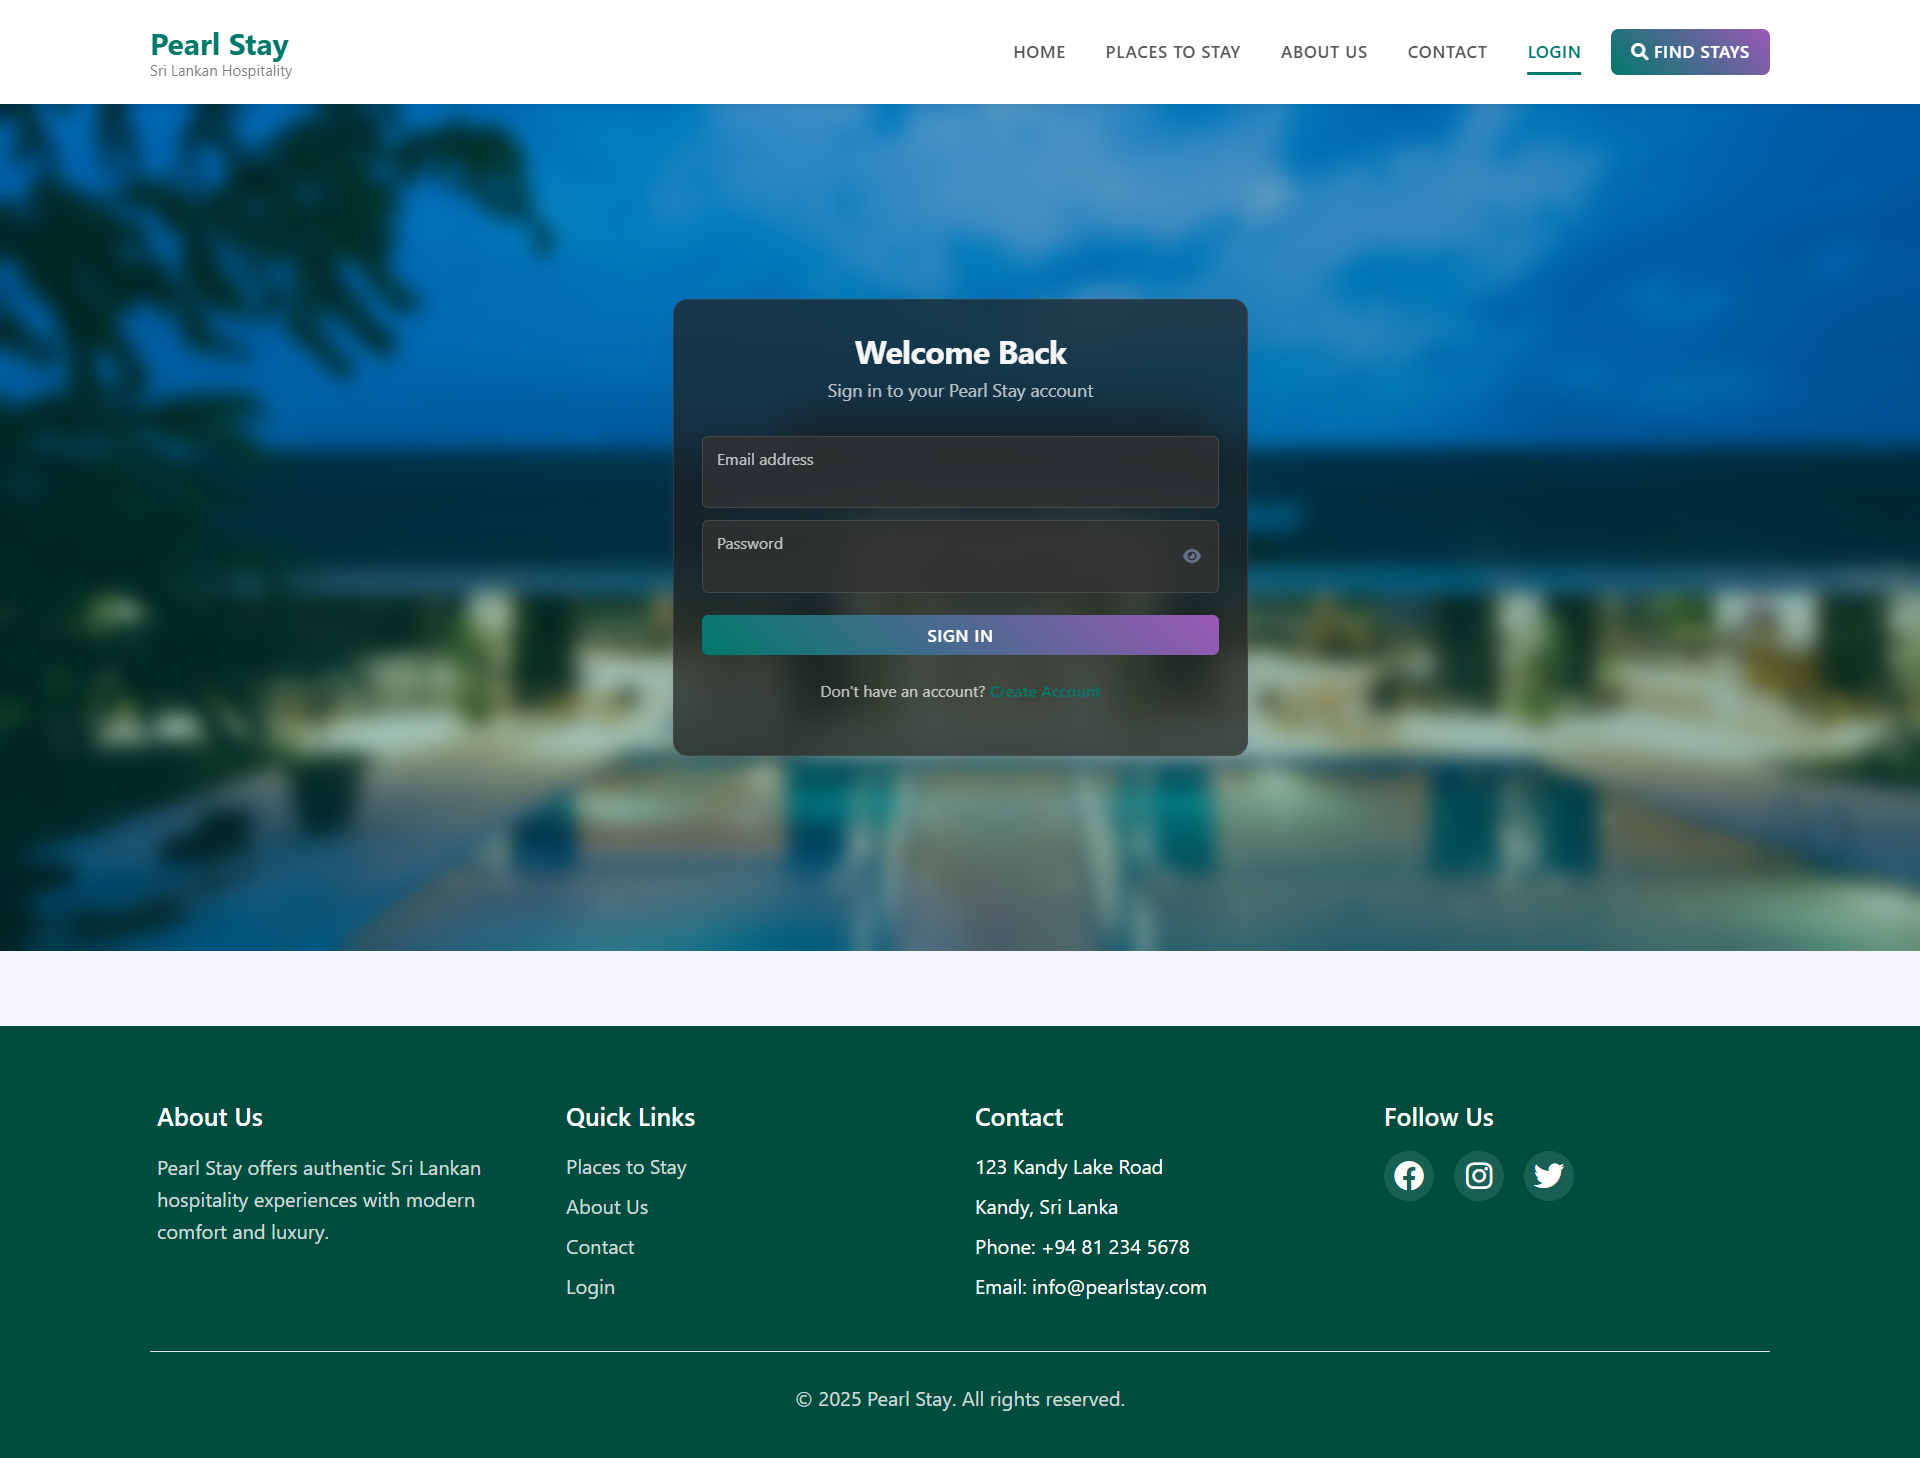 Pearl Stay
Sri Lankan Hospitality
HOME
PLACES TO STAY
ABOUT US
CONTACT
LOGIN
FIND STAYS
Welcome Back
Sign in to your Pearl Stay account
Email address
Password
SIGN IN
Don't have an account? Create Account
About Us
Pearl Stay offers authentic Sri Lankan
hospitality experiences with modern
comfort and luxury.
Quick Links
Places to Stay
About Us
Contact
Login
Contact
123 Kandy Lake Road
Kandy, Sri Lanka
Phone: +94 81 234 5678
Email: info@pearlstay.com
Follow Us
© 2025 Pearl Stay. All rights reserved.